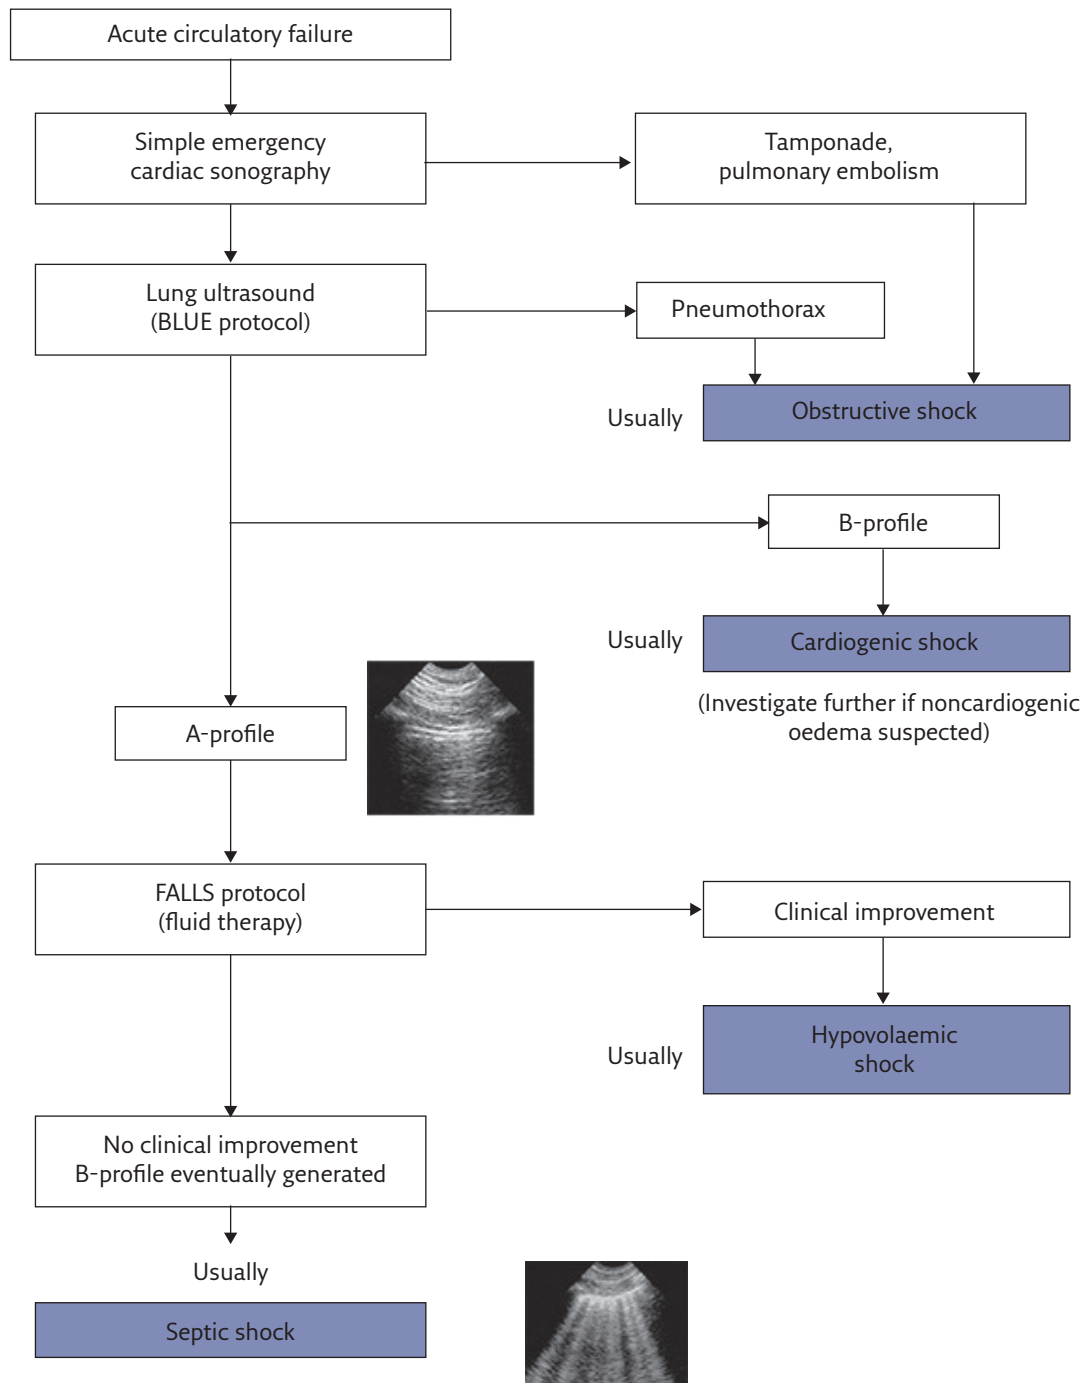 Acute circulatory failure
Simple emergency
cardiac sonography
Tamponade,
pulmonary embolism
Lung ultrasound
(BLUE protocol)
Pneumothorax
Usually
Obstructive shock
B-profile
Usually
Cardiogenic shock
(Investigate further if noncardiogenic
oedema suspected)
A-profile
FALLS protocol
(fluid therapy)
Clinical improvement
Usually
Hypovolaemic
shock
No clinical improvement
B-profile eventually generated
Usually
Septic shock